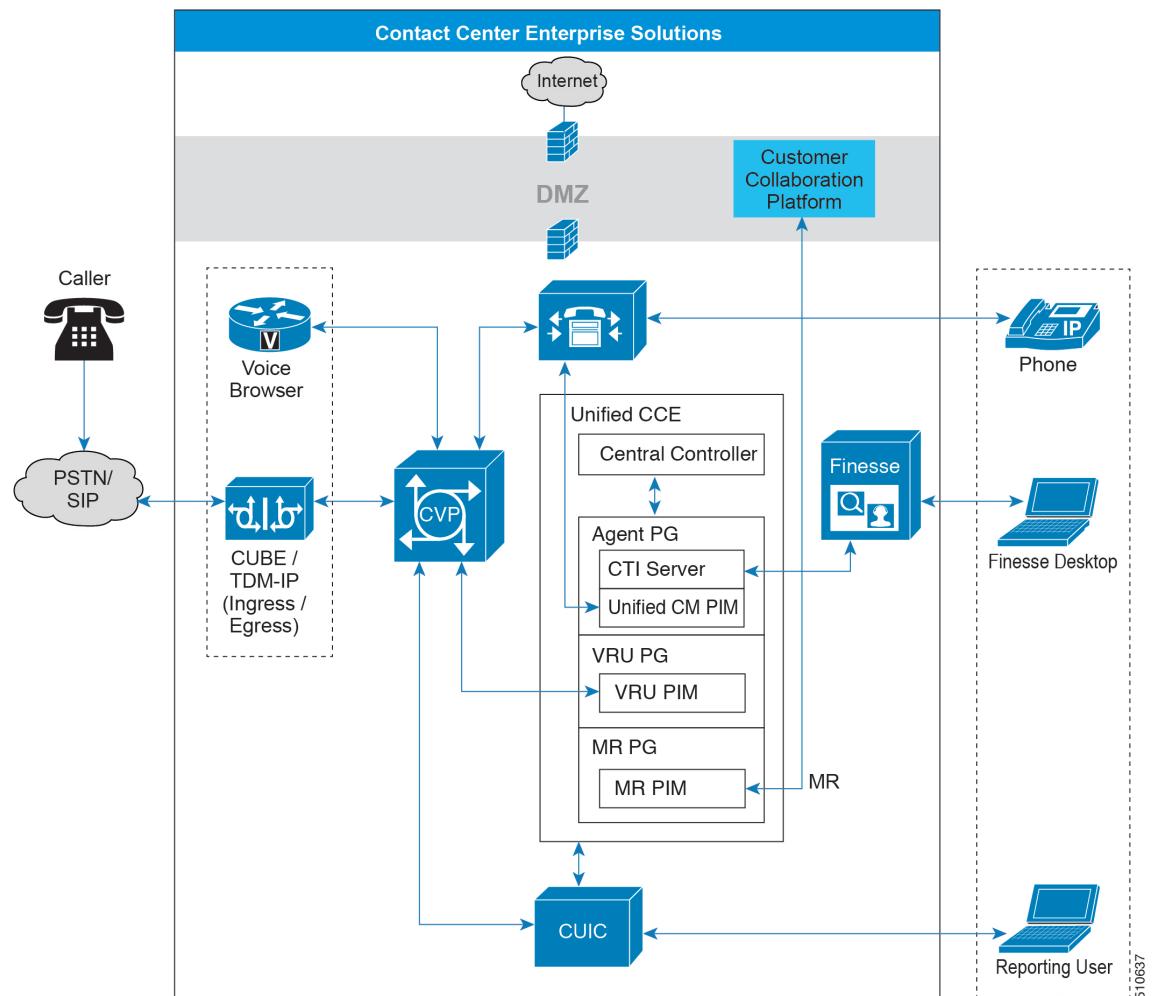 Contact Center Enterprise Solutions
Internet
DMZ
Customer
Collaboration
Platform
Caller
V
Voice
Browser
IP
Phone
PSTN/
SIP
CUBE /
TDM-IP
(Ingress /
Egress)
CVP
Unified CCE
Central Controller
Agent PG
CTI Server
Unified CM PIM
VRU PG
VRU PIM
MR PG
MR PIM
MR
Finesse
Finesse Desktop
CUIC
Reporting User
510637